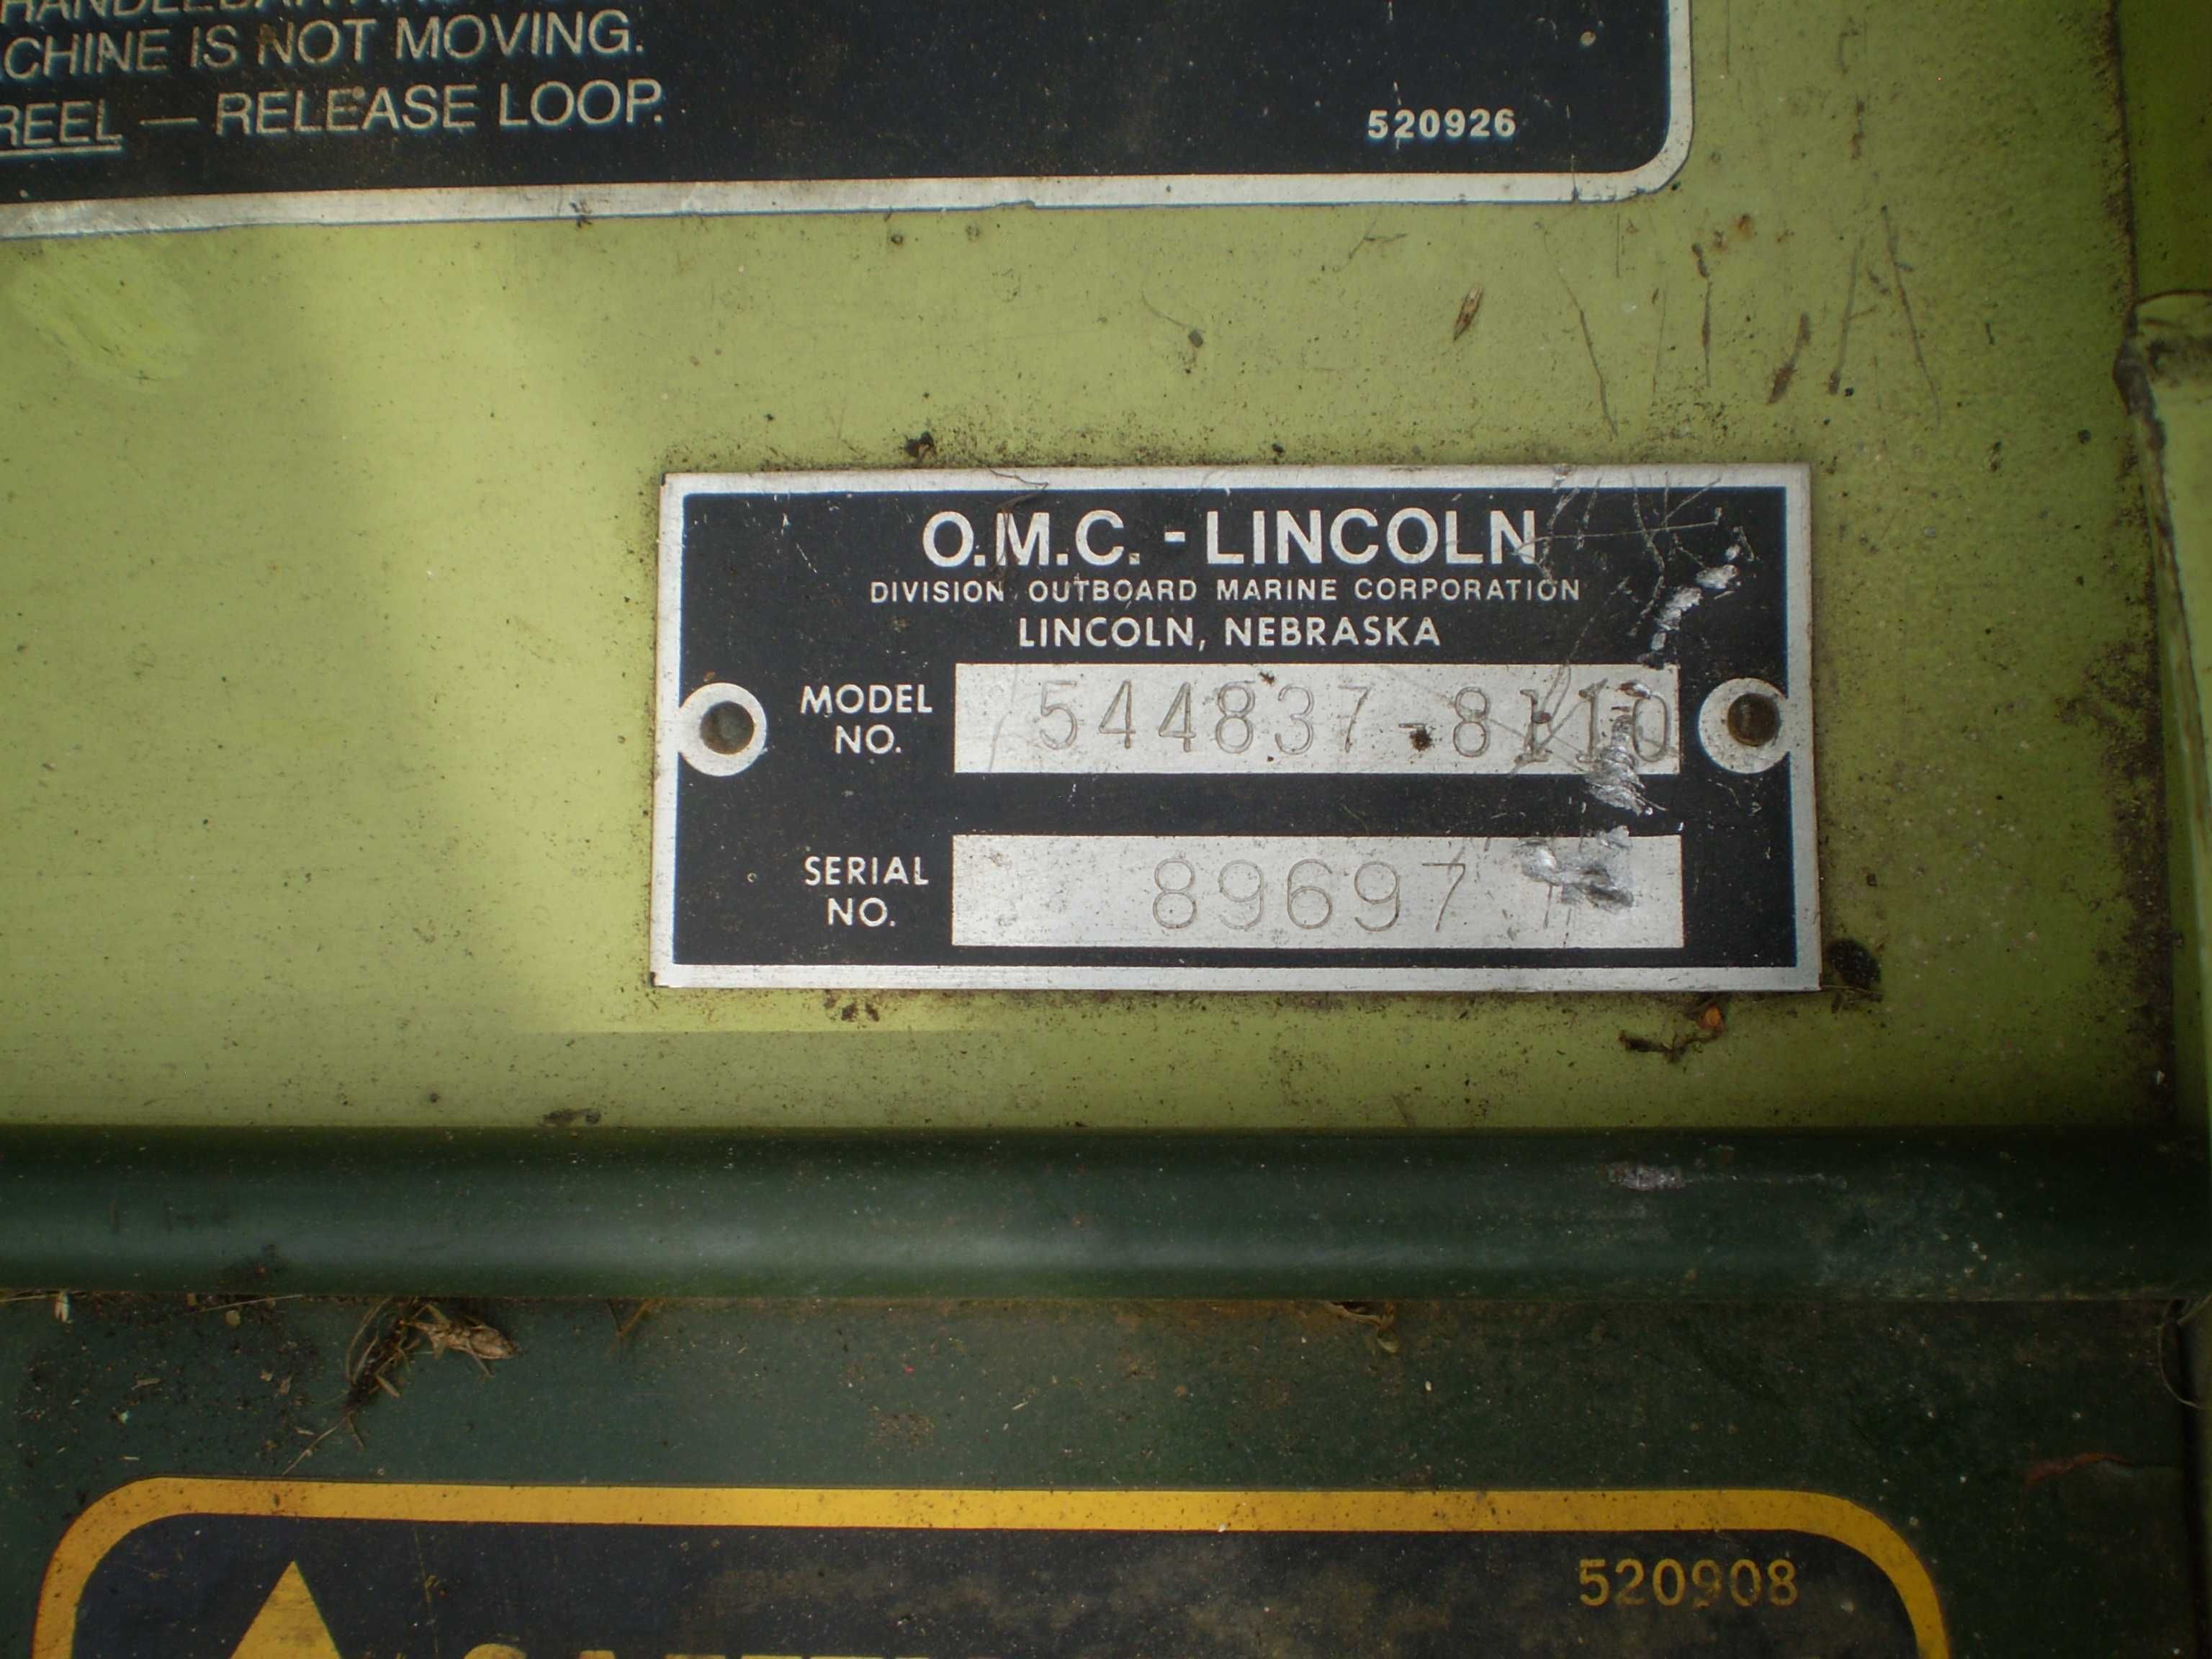 MACHINE IS NOT MOVING.
REEL — RELEASE LOOP.
520926
O.M.C. - LINCOLN
DIVISION OUTBOARD MARINE CORPORATION
LINCOLN, NEBRASKA
MODEL NO. 544837-8110
SERIAL NO. 89697
520908